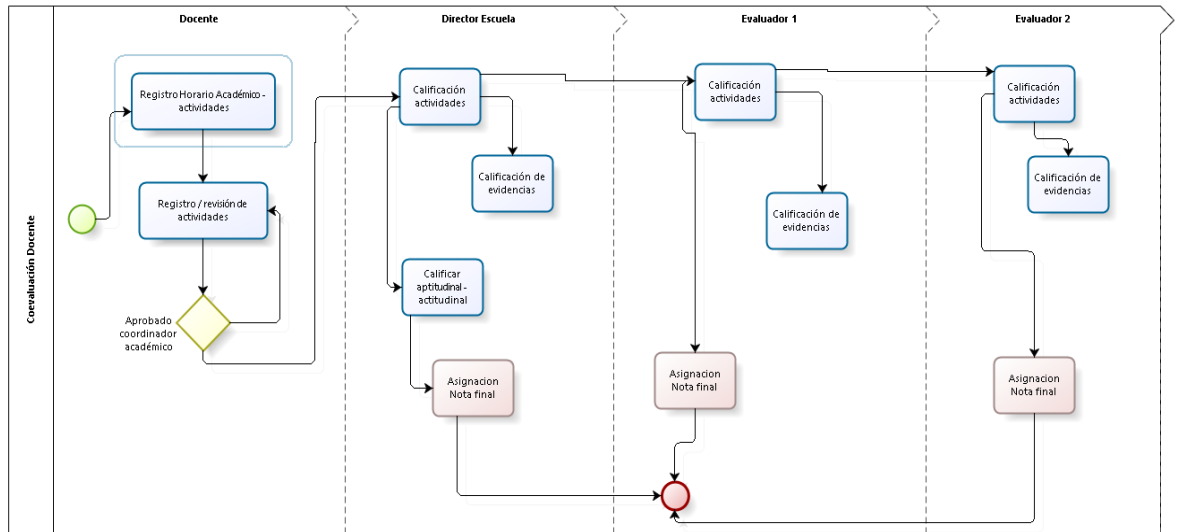 Coevaluación Docente
Docente
Director Escuela
Evaluador 1
Evaluador 2
Registro Horario Académico -
actividades
Registro / revisión de
actividades
Aprobado
coordinador
académico
Calificación
actividades
Calificación de
evidencias
Calificar
aptitudinal -
actitudinal
Asignacion
Nota final
Calificación
actividades
Calificación de
evidencias
Asignacion
Nota final
Calificación
actividades
Calificación de
evidencias
Asignacion
Nota final